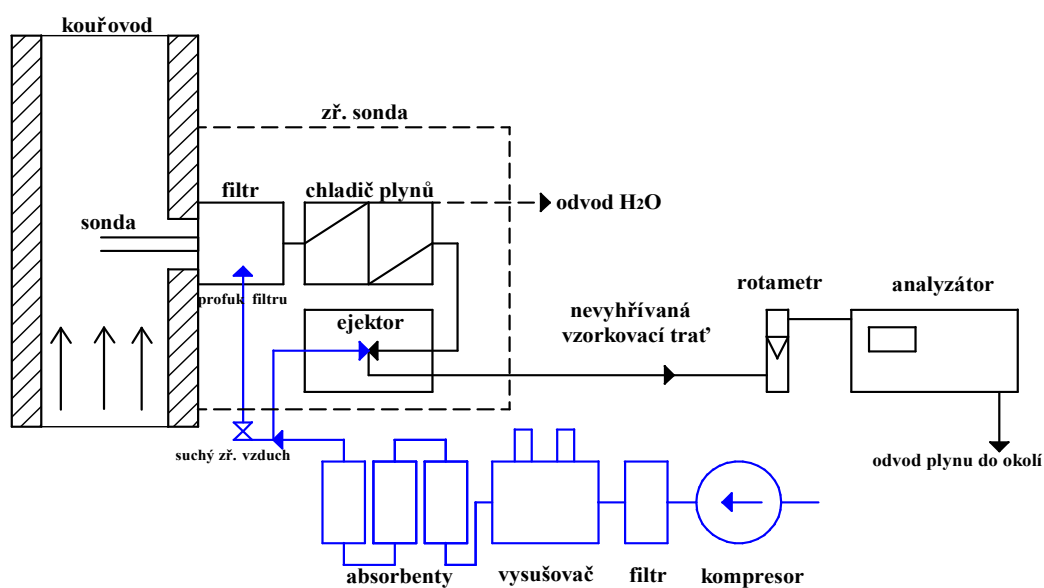 kouřovod
zř. sonda
filtr
chladič plynů
odvod H2O
sonda
profuk filtru
ejektor
nevyhřívaná
vzorkovací trať
rotametr
analyzátor
suchý zř. vzduch
odvod plynu do okolí
absorbenty
vysušovač
filtr
kompresor